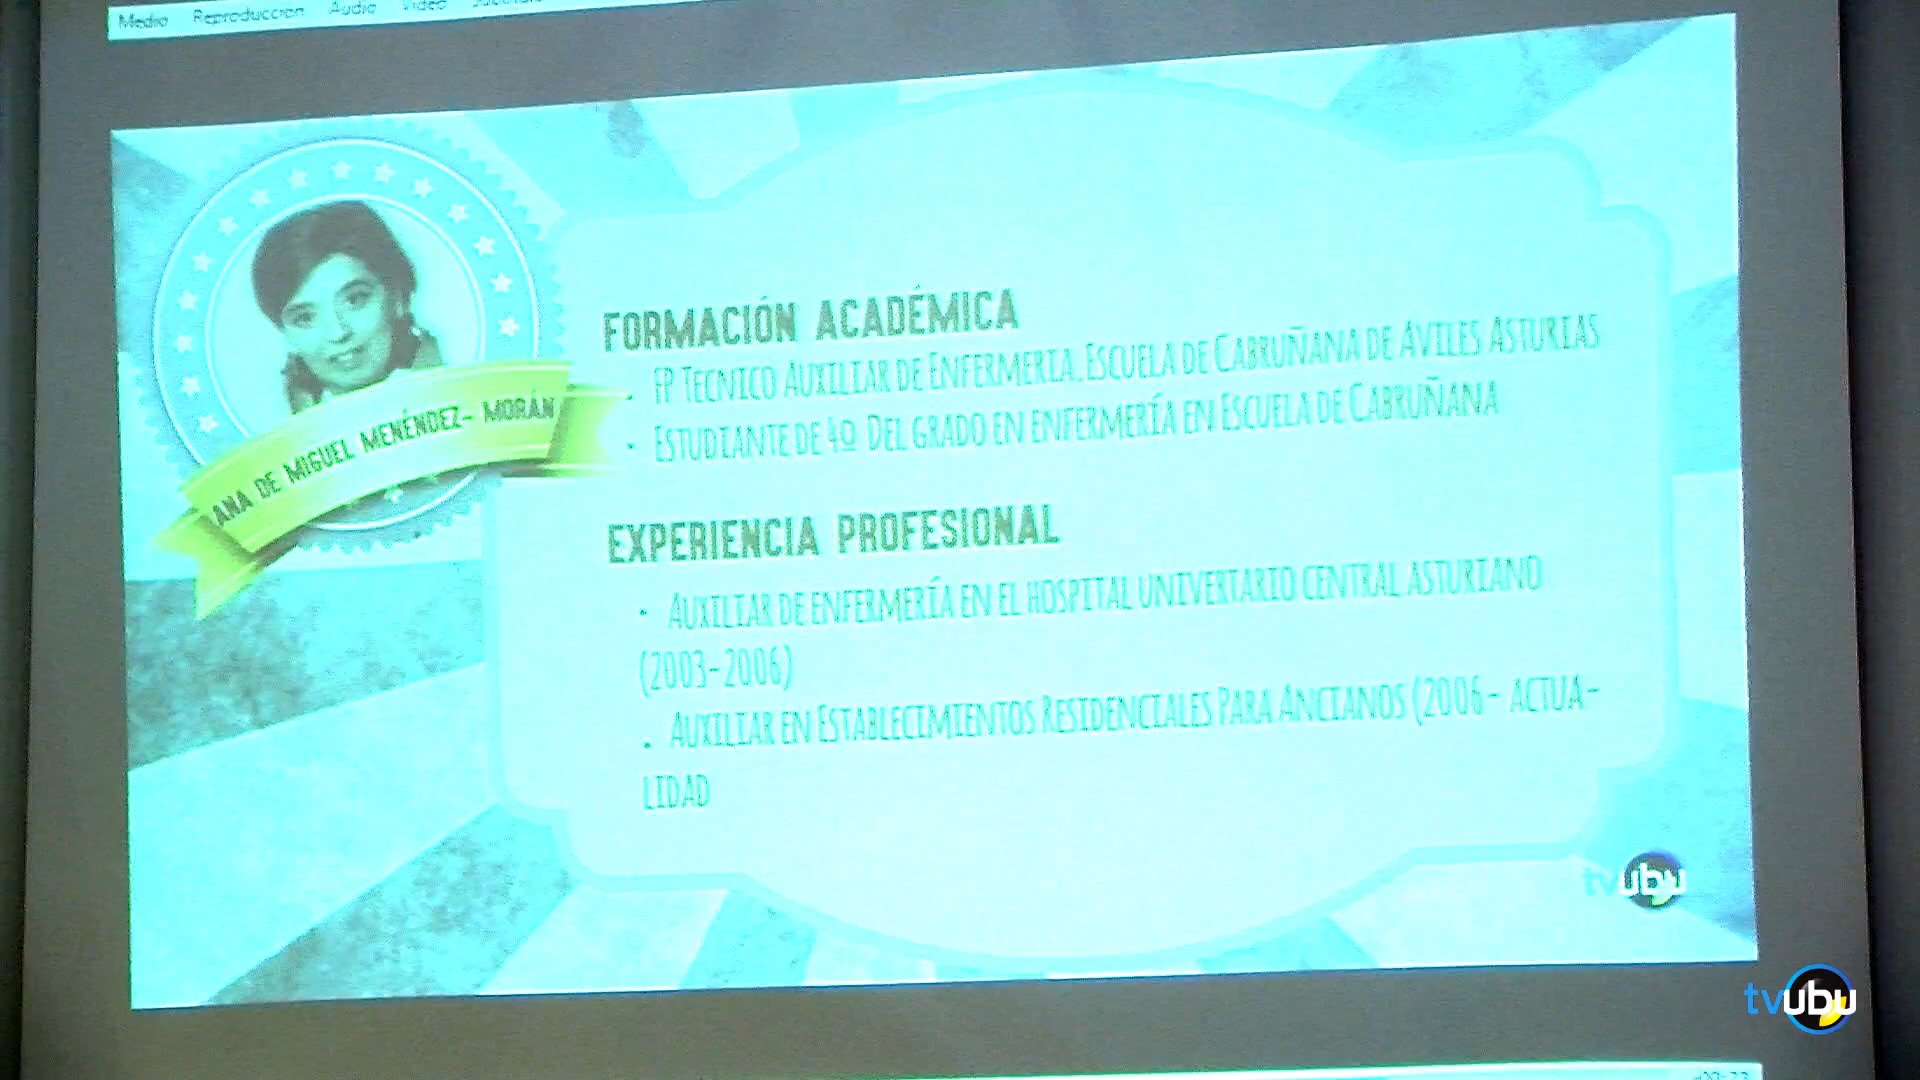 Medio Reproducción Audio Video
ANA DE MIGUEL MENÉNDEZ- MORÁN
FORMACIÓN ACADÉMICA
• FP TECNICO AUXILIAR DE ENFERMERIA. ESCUELA DE CABRUÑANA DE AVILES ASTURIAS
• ESTUDIANTE DE 4º DEL GRADO EN ENFERMERÍA EN ESCUELA DE CABRUÑANA
EXPERIENCIA PROFESIONAL
• AUXILIAR DE ENFERMERÍA EN EL HOSPITAL UNIVERTARIO CENTRAL ASTURIANO
(2003-2006)
• AUXILIAR EN ESTABLECIMIENTOS RESIDENCIALES PARA ANCIANOS (2006- ACTUA-
LIDAD
tvubu
tvubu